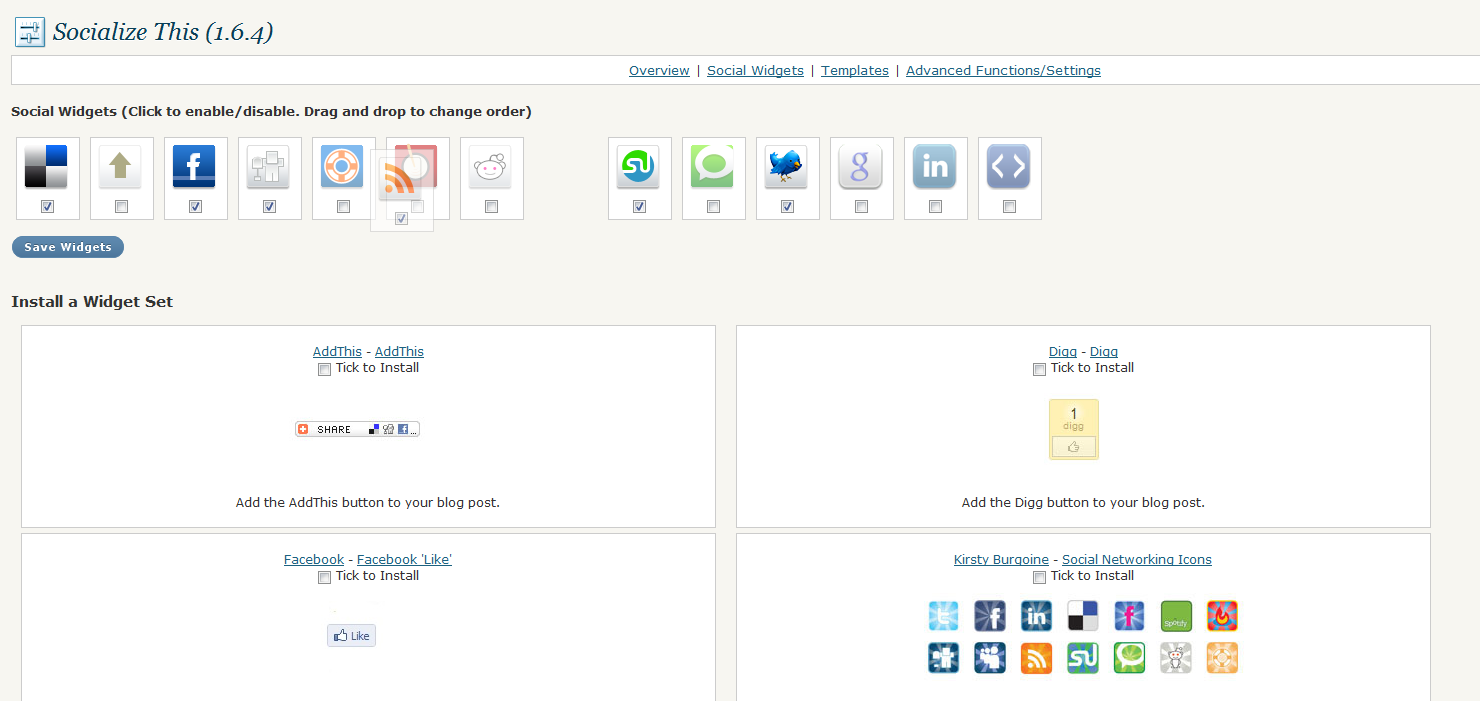 Socialize This (1.6.4)
Overview | Social Widgets | Templates | Advanced Functions/Settings
Social Widgets (Click to enable/disable. Drag and drop to change order)
f
g
in
Save Widgets
Install a Widget Set
AddThis - AddThis
Tick to Install
SHARE
f
...
Add the AddThis button to your blog post.
Digg - Digg
Tick to Install
1
digg
Add the Digg button to your blog post.
Facebook - Facebook 'Like'
Tick to Install
Like
Kirsty Burgoine - Social Networking Icons
Tick to Install
t
f
in
f
Spotify